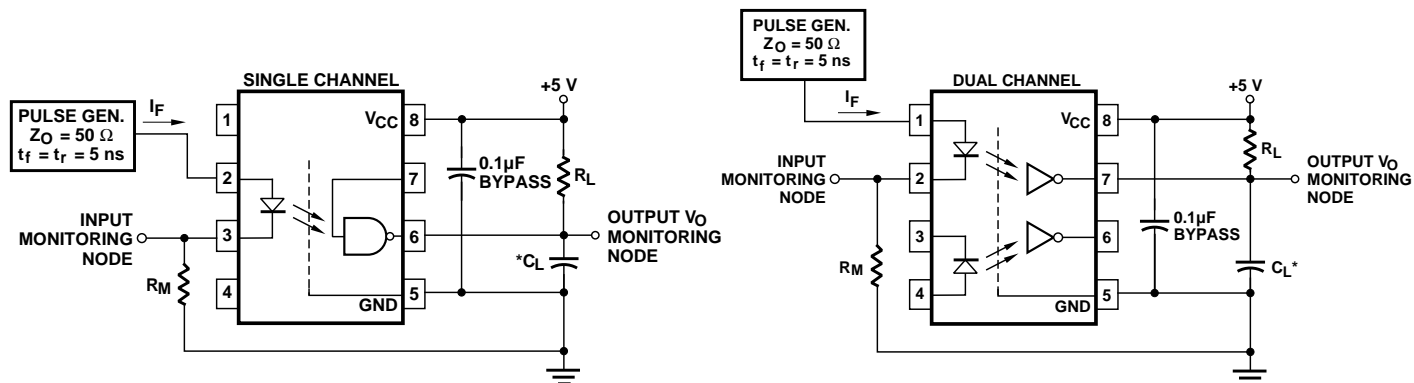 SINGLE CHANNEL
PULSE GEN.
ZO = 50 Ω
tf = tr = 5 ns
IF
1
2
3
4
VCC
8
7
6
5
GND
0.1µF
BYPASS
+5 V
RL
INPUT
MONITORING
NODE
RM
OUTPUT VO
MONITORING
NODE
*CL
PULSE GEN.
ZO = 50 Ω
tf = tr = 5 ns
DUAL CHANNEL
IF
1
2
3
4
VCC
8
7
6
5
GND
+5 V
RL
INPUT
MONITORING
NODE
RM
OUTPUT VO
MONITORING
NODE
0.1µF
BYPASS
CL*